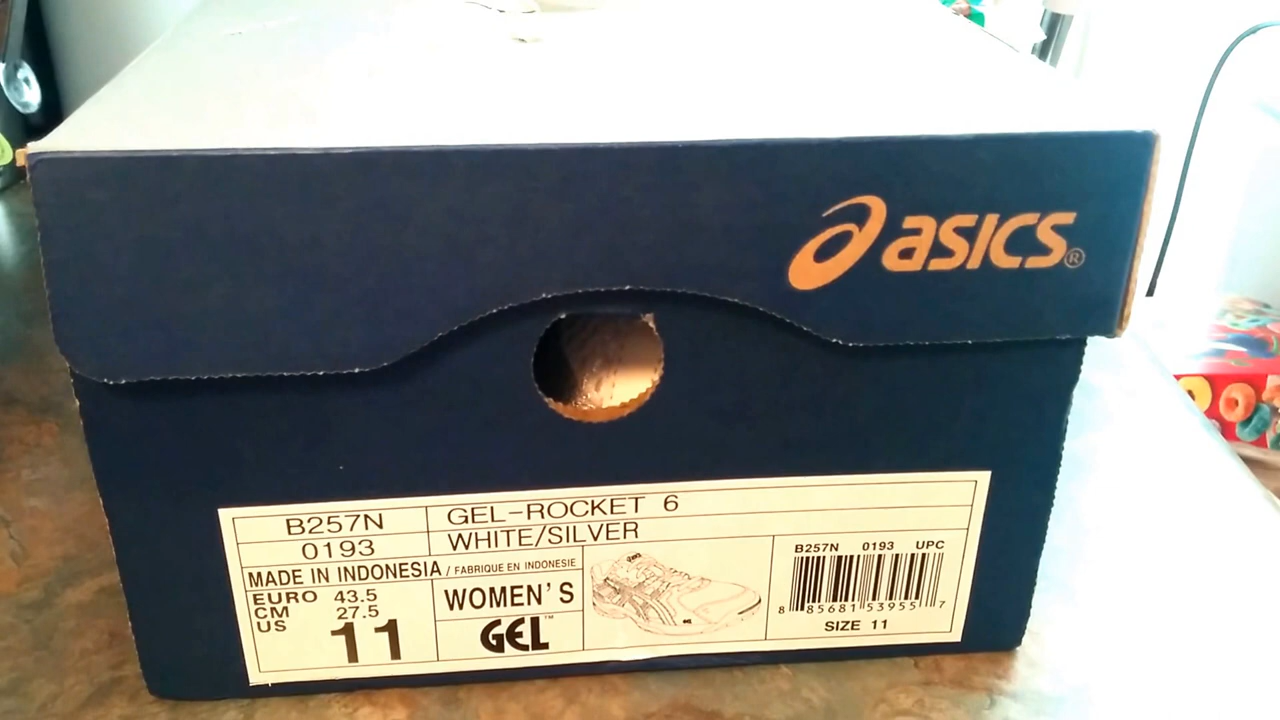 asics®
B257N GEL-ROCKET 6
0193 WHITE/SILVER
MADE IN INDONESIA / FABRIQUE EN INDONESIE
EURO 43.5
CM 27.5
US 11
WOMEN'S
GEL™
B257N 0193 UPC
8 85681 53955 7
SIZE 11